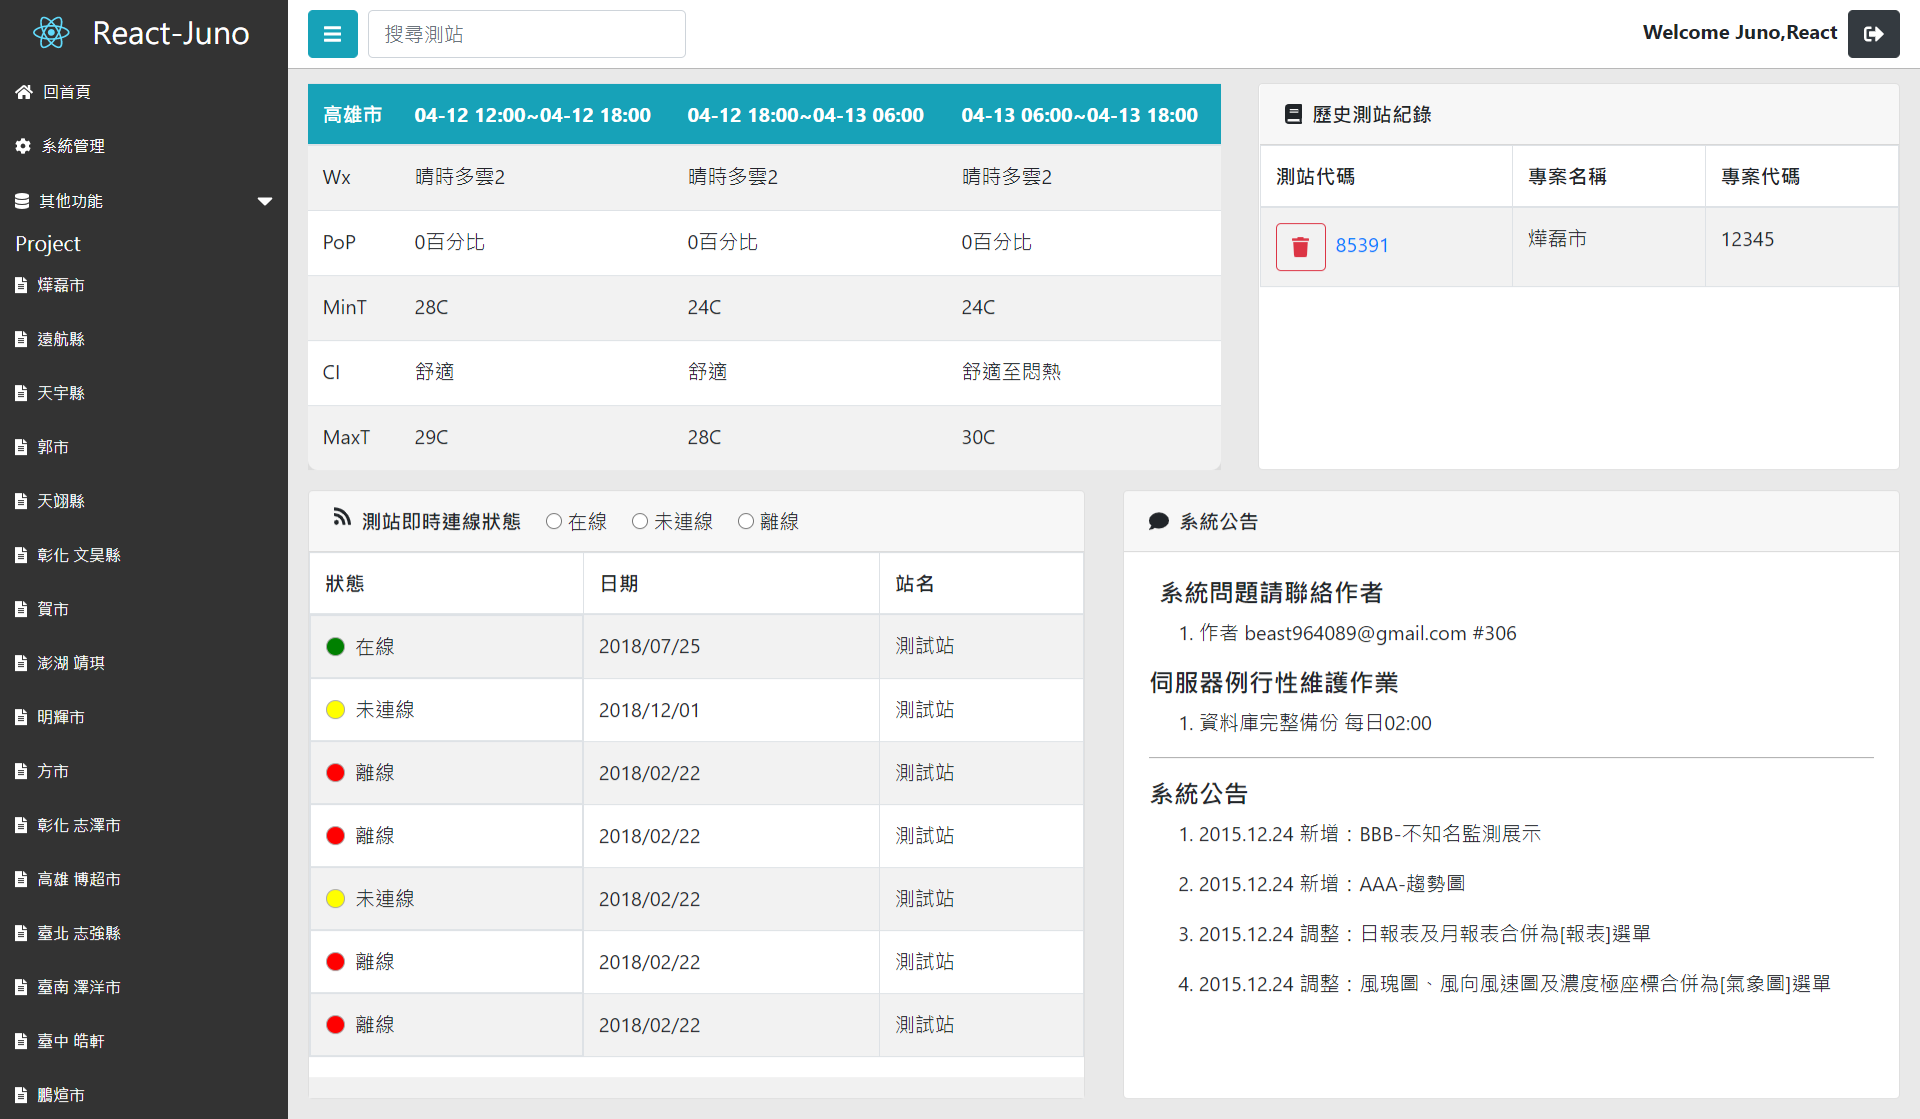 React-Juno
回首頁
系統管理
其他功能
Project
燁磊市
遠航縣
天宇縣
郭市
天翊縣
彰化 文昊縣
賀市
澎湖 靖琪
明輝市
方市
彰化 志澤市
高雄 博超市
臺北 志強縣
臺南 澤洋市
臺中 皓軒
鵬煊市
搜尋測站
Welcome Juno,React
高雄市 04-12 12:00~04-12 18:00 04-12 18:00~04-13 06:00 04-13 06:00~04-13 18:00
Wx 晴時多雲2 晴時多雲2 晴時多雲2
PoP 0百分比 0百分比 0百分比
MinT 28C 24C 24C
CI 舒適 舒適 舒適至悶熱
MaxT 29C 28C 30C
歷史測站紀錄
測站代碼 專案名稱 專案代碼
85391 燁磊市 12345
測站即時連線狀態 在線 未連線 離線
狀態 日期 站名
在線 2018/07/25 測試站
未連線 2018/12/01 測試站
離線 2018/02/22 測試站
離線 2018/02/22 測試站
未連線 2018/02/22 測試站
離線 2018/02/22 測試站
離線 2018/02/22 測試站
系統公告
系統問題請聯絡作者
1. 作者 beast964089@gmail.com #306
伺服器例行性維護作業
1. 資料庫完整備份 每日02:00
系統公告
1. 2015.12.24 新增：BBB-不知名監測展示
2. 2015.12.24 新增：AAA-趨勢圖
3. 2015.12.24 調整：日報表及月報表合併為[報表]選單
4. 2015.12.24 調整：風瑰圖、風向風速圖及濃度極座標合併為[氣象圖]選單